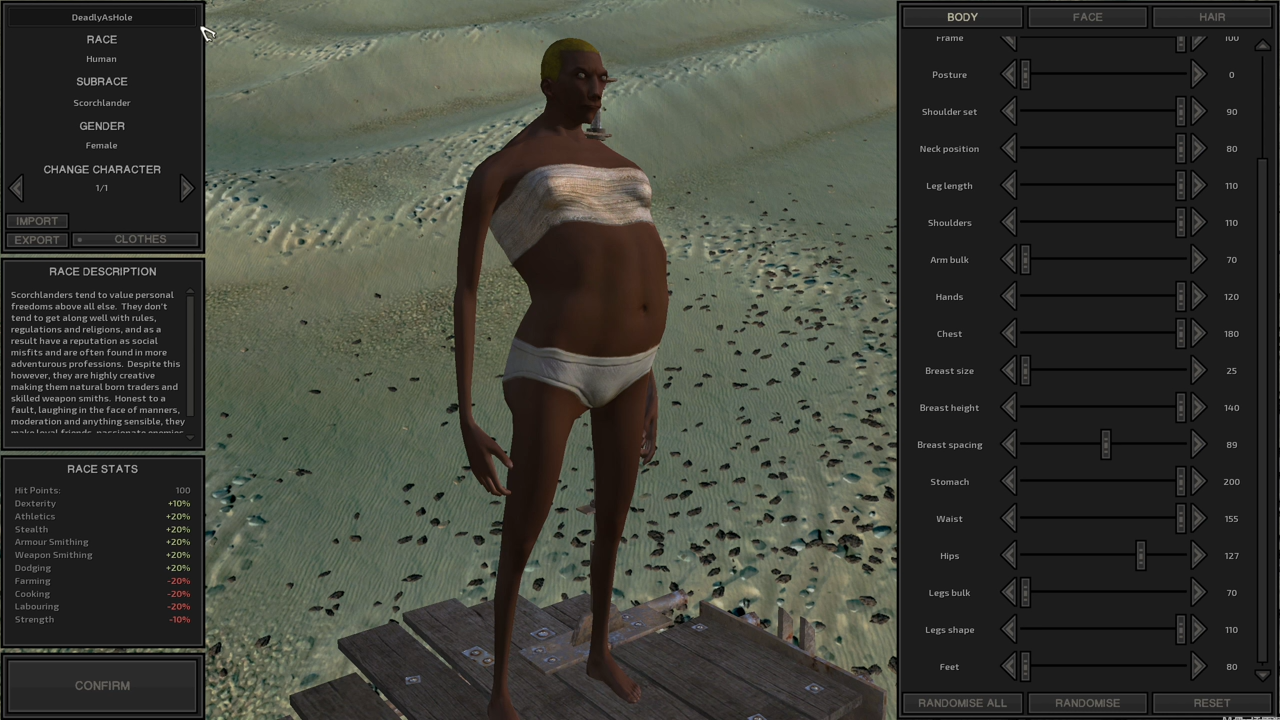 DeadlyAsHole
RACE
Human
SUBRACE
Scorchlander
GENDER
Female
CHANGE CHARACTER
1/1
IMPORT
EXPORT
CLOTHES
RACE DESCRIPTION
Scorchlanders tend to value personal
freedoms above all else. They don't
tend to get along well with rules,
regulations and religions, and as a
result have a reputation as social
misfits and are often found in more
adventurous professions. Despite this
however, they are highly creative
making them natural born traders and
skilled weapon smiths. Honest to a
fault, laughing in the face of manners,
moderation and anything sensible, they
make loyal friends, passionate enemies
RACE STATS
Hit Points: 100
Dexterity +10%
Athletics +20%
Stealth +20%
Armour Smithing +20%
Weapon Smithing +20%
Dodging +20%
Farming -20%
Cooking -20%
Labouring -20%
Strength -10%
CONFIRM
BODY FACE HAIR
Frame 100
Posture 0
Shoulder set 90
Neck position 80
Leg length 110
Shoulders 110
Arm bulk 70
Hands 120
Chest 180
Breast size 25
Breast height 140
Breast spacing 89
Stomach 200
Waist 155
Hips 127
Legs bulk 70
Legs shape 110
Feet 80
RANDOMISE ALL RANDOMISE RESET